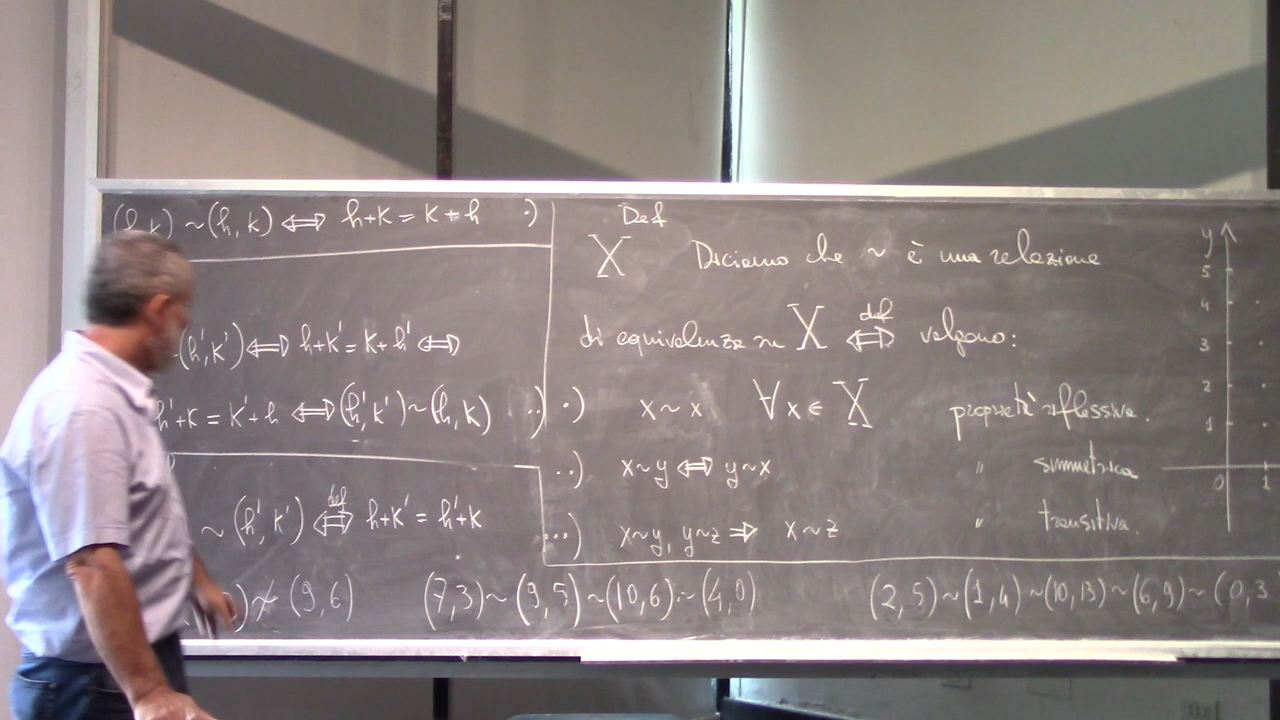 (h,k) ~ (h,k) ⟺ h+k = k+h .)
(h',k') ⟺ h+k' = k+h' ⟺
h'+k = k'+h ⟺ (h',k') ~ (h,k) ..)
~ (h',k') ⟺def h+k' = h'+k
) ≁ (9,6) (7,3) ~ (9,5) ~ (10,6) ~ (4,0) (2,5) ~ (1,4) ~ (10,13) ~ (6,9) ~ (0,3
Def
X Diciamo che ~ è una relazione
di equivalenza su X ⟺def valgono:
.) x~x ∀x∈X proprietà riflessiva.
..) x~y ⟺ y~x " simmetrica
...) x~y, y~z ⟹ x~z " transitiva.
y
5
4
3
2
1
0 1